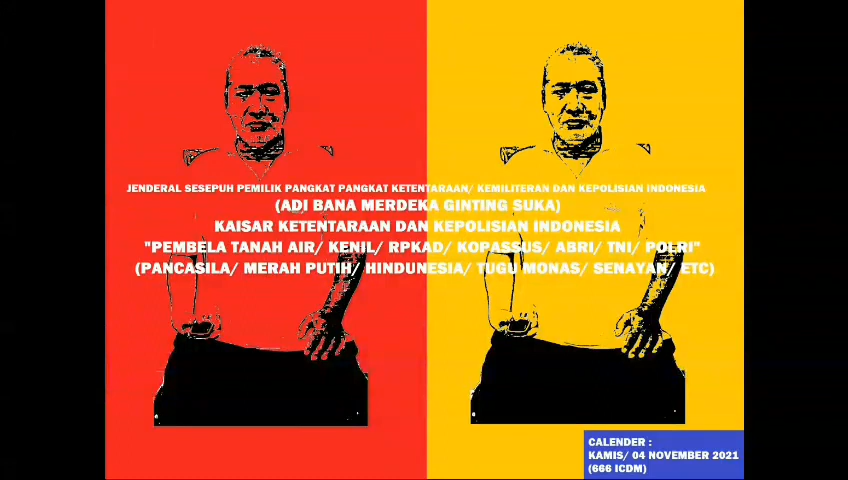 JENDERAL SESEPUH PEMILIK PANGKAT PANGKAT KETENTARAAN/ KEMILITERAN DAN KEPOLISIAN INDONESIA
(ADI BANA MERDEKA GINTING SUKA)
KAISAR KETENTARAAN DAN KEPOLISIAN INDONESIA
"PEMBELA TANAH AIR/ KENIL/ RPKAD/ KOPASSUS/ ABRI/ TNI/ POLRI"
(PANCASILA/ MERAH PUTIH/ HINDUNESIA/ TUGU MONAS/ SENAYAN/ ETC)
CALENDER :
KAMIS/ 04 NOVEMBER 2021
(666 ICDM)